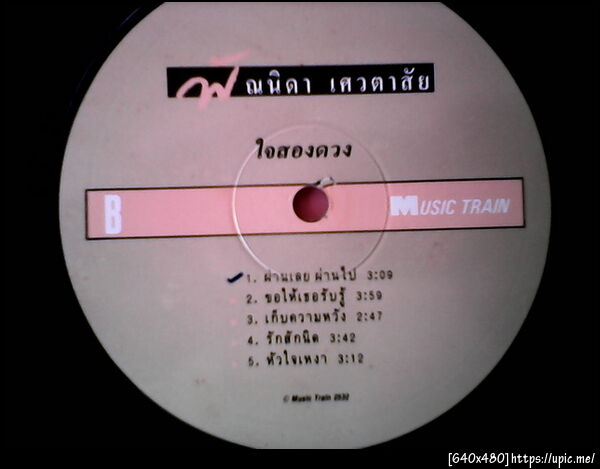 ฟ้า ณนิดา เศวตาสัย
ใจสองดวง
B MUSIC TRAIN
1. ผ่านเลย ผ่านไป 3:09
2. ขอให้เธอรับรู้ 3:59
3. เก็บความหวัง 2:47
4. รักสักนิด 3:42
5. หัวใจเหงา 3:12
© Music Train 2532
[640x480]https://upic.me/